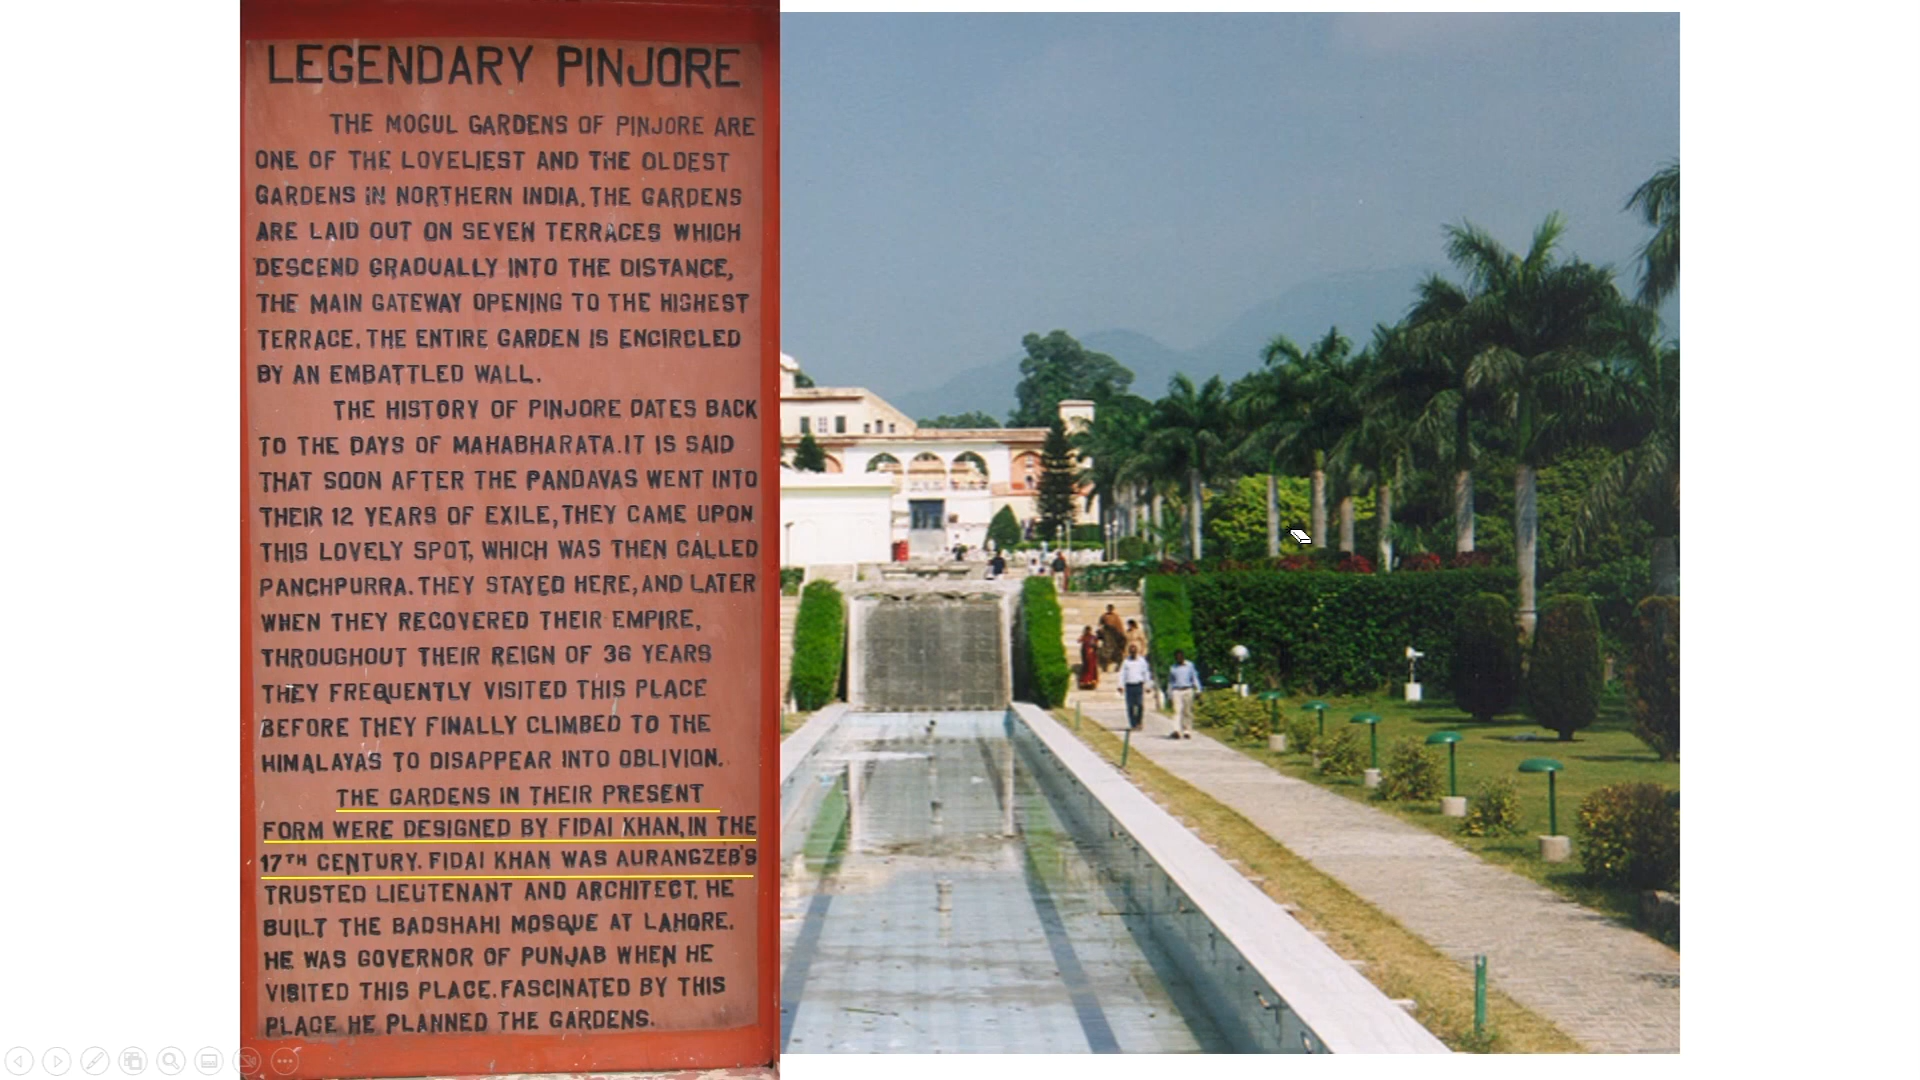 LEGENDARY PINJORE
THE MOGUL GARDENS OF PINJORE ARE
ONE OF THE LOVELIEST AND THE OLDEST
GARDENS IN NORTHERN INDIA. THE GARDENS
ARE LAID OUT ON SEVEN TERRACES WHICH
DESCEND GRADUALLY INTO THE DISTANCE,
THE MAIN GATEWAY OPENING TO THE HIGHEST
TERRACE. THE ENTIRE GARDEN IS ENCIRCLED
BY AN EMBATTLED WALL.
THE HISTORY OF PINJORE DATES BACK
TO THE DAYS OF MAHABHARATA. IT IS SAID
THAT SOON AFTER THE PANDAVAS WENT INTO
THEIR 12 YEARS OF EXILE, THEY CAME UPON
THIS LOVELY SPOT, WHICH WAS THEN CALLED
PANCHPURRA. THEY STAYED HERE, AND LATER
WHEN THEY RECOVERED THEIR EMPIRE,
THROUGHOUT THEIR REIGN OF 36 YEARS
THEY FREQUENTLY VISITED THIS PLACE
BEFORE THEY FINALLY CLIMBED TO THE
HIMALAYAS TO DISAPPEAR INTO OBLIVION.
THE GARDENS IN THEIR PRESENT
FORM WERE DESIGNED BY FIDAI KHAN, IN THE
17TH CENTURY. FIDAI KHAN WAS AURANGZEB'S
TRUSTED LIEUTENANT AND ARCHITECT. HE
BUILT THE BADSHAHI MOSQUE AT LAHORE.
HE WAS GOVERNOR OF PUNJAB WHEN HE
VISITED THIS PLACE. FASCINATED BY THIS
PLACE HE PLANNED THE GARDENS.